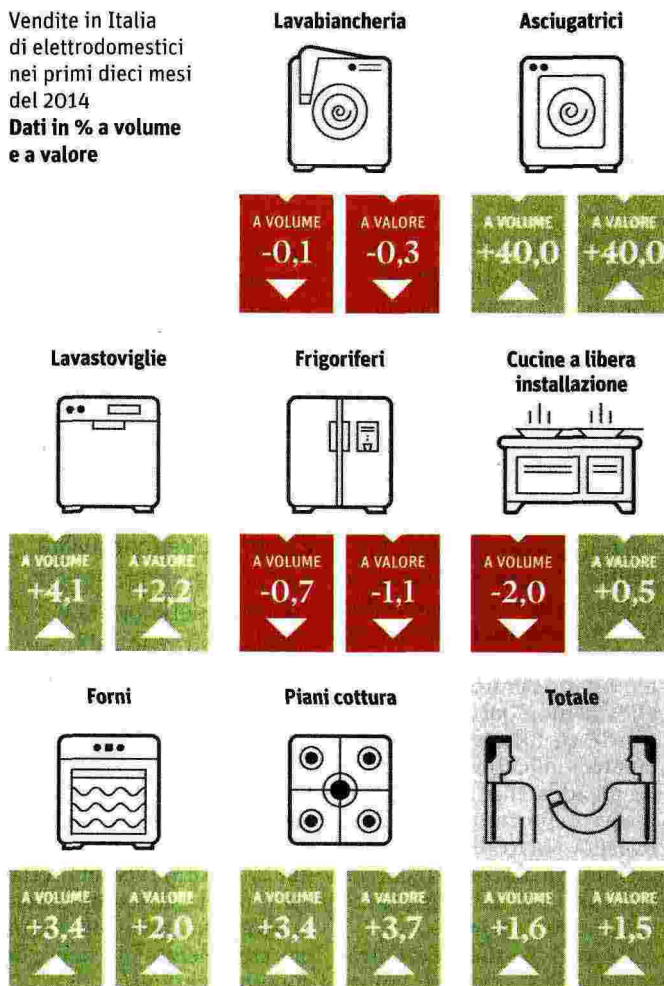 Vendite in Italia
di elettrodomestici
nei primi dieci mesi
del 2014
Dati in % a volume
e a valore
Lavabiancheria
A VOLUME
-0,1
A VALORE
-0,3
Asciugatrici
A VOLUME
+40,0
A VALORE
+40,0
Lavastoviglie
A VOLUME
+4,1
A VALORE
+2,2
Frigoriferi
A VOLUME
-0,7
A VALORE
-1,1
Cucine a libera
installazione
A VOLUME
-2,0
A VALORE
+0,5
Forni
A VOLUME
+3,4
A VALORE
+2,0
Piani cottura
A VOLUME
+3,4
A VALORE
+3,7
Totale
A VOLUME
+1,6
A VALORE
+1,5